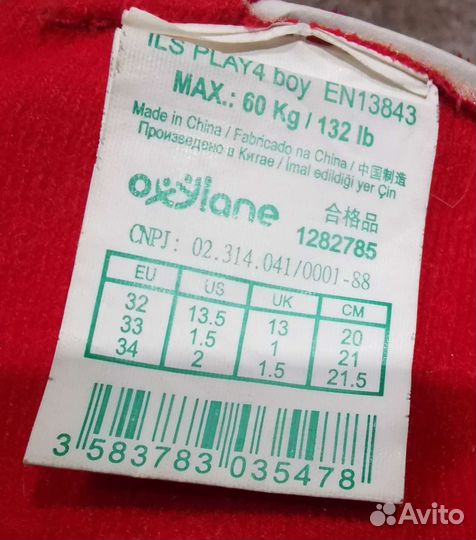 ILS PLAY4 boy EN13843
MAX.: 60 Kg / 132 lb
Made in China / Fabricado na China / 中国制造
Произведено в Китае / İmal edildiği yer Çin
oxylane 合格品
1282785
CNPJ: 02.314.041/0001-88
EU US UK CM
32 13.5 13 20
33 1.5 1 21
34 2 1.5 21.5
3 583783 035478
Avito